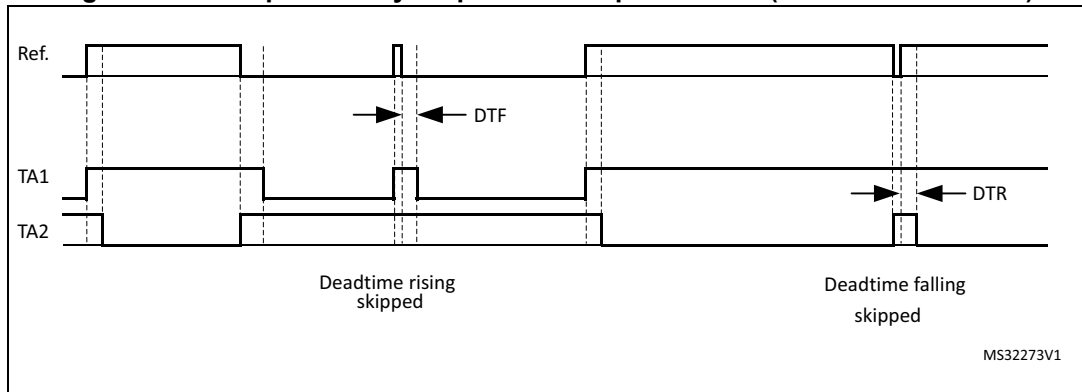 Ref.
DTF
TA1
DTR
TA2
Deadtime rising
skipped
Deadtime falling
skipped
MS32273V1